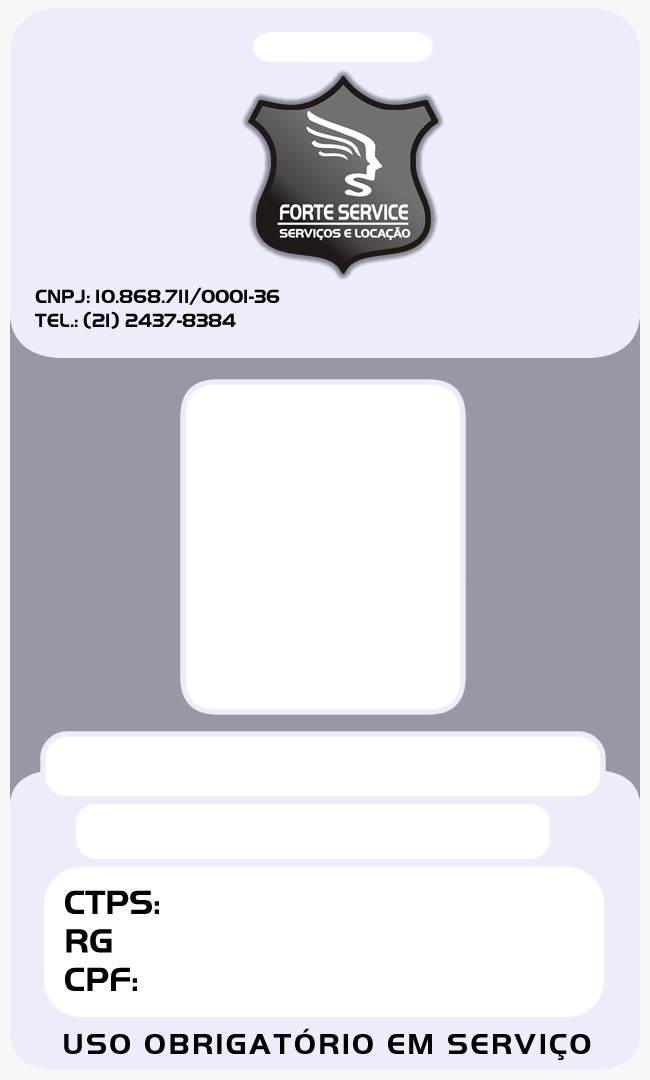 FORTE SERVICE
SERVIÇOS E LOCAÇÃO
CNPJ: 10.868.711/0001-36
TEL.: (21) 2437-8384
CTPS:
RG
CPF:
USO OBRIGATÓRIO EM SERVIÇO